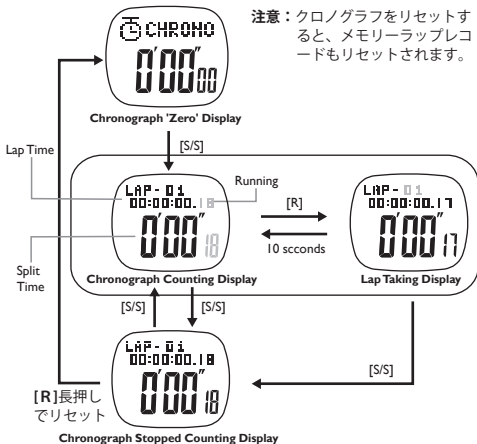 CHRONO
0'00"00
Chronograph 'Zero' Display
注意：クロノグラフをリセットす
ると、メモリーラップレコ
ードもリセットされます。
[S/S]
Lap Time
Running
LAP- 01
00:00:00.18
0'00"18
Split
Time
Chronograph Counting Display
[R]
10 scconds
LAP- 01
00:00:00.17
0'00"17
Lap Taking Display
[S/S]
[S/S]
[S/S]
LAP- 01
00:00:00.18
0'00"18
[R]長押し
でリセット
Chronograph Stopped Counting Display